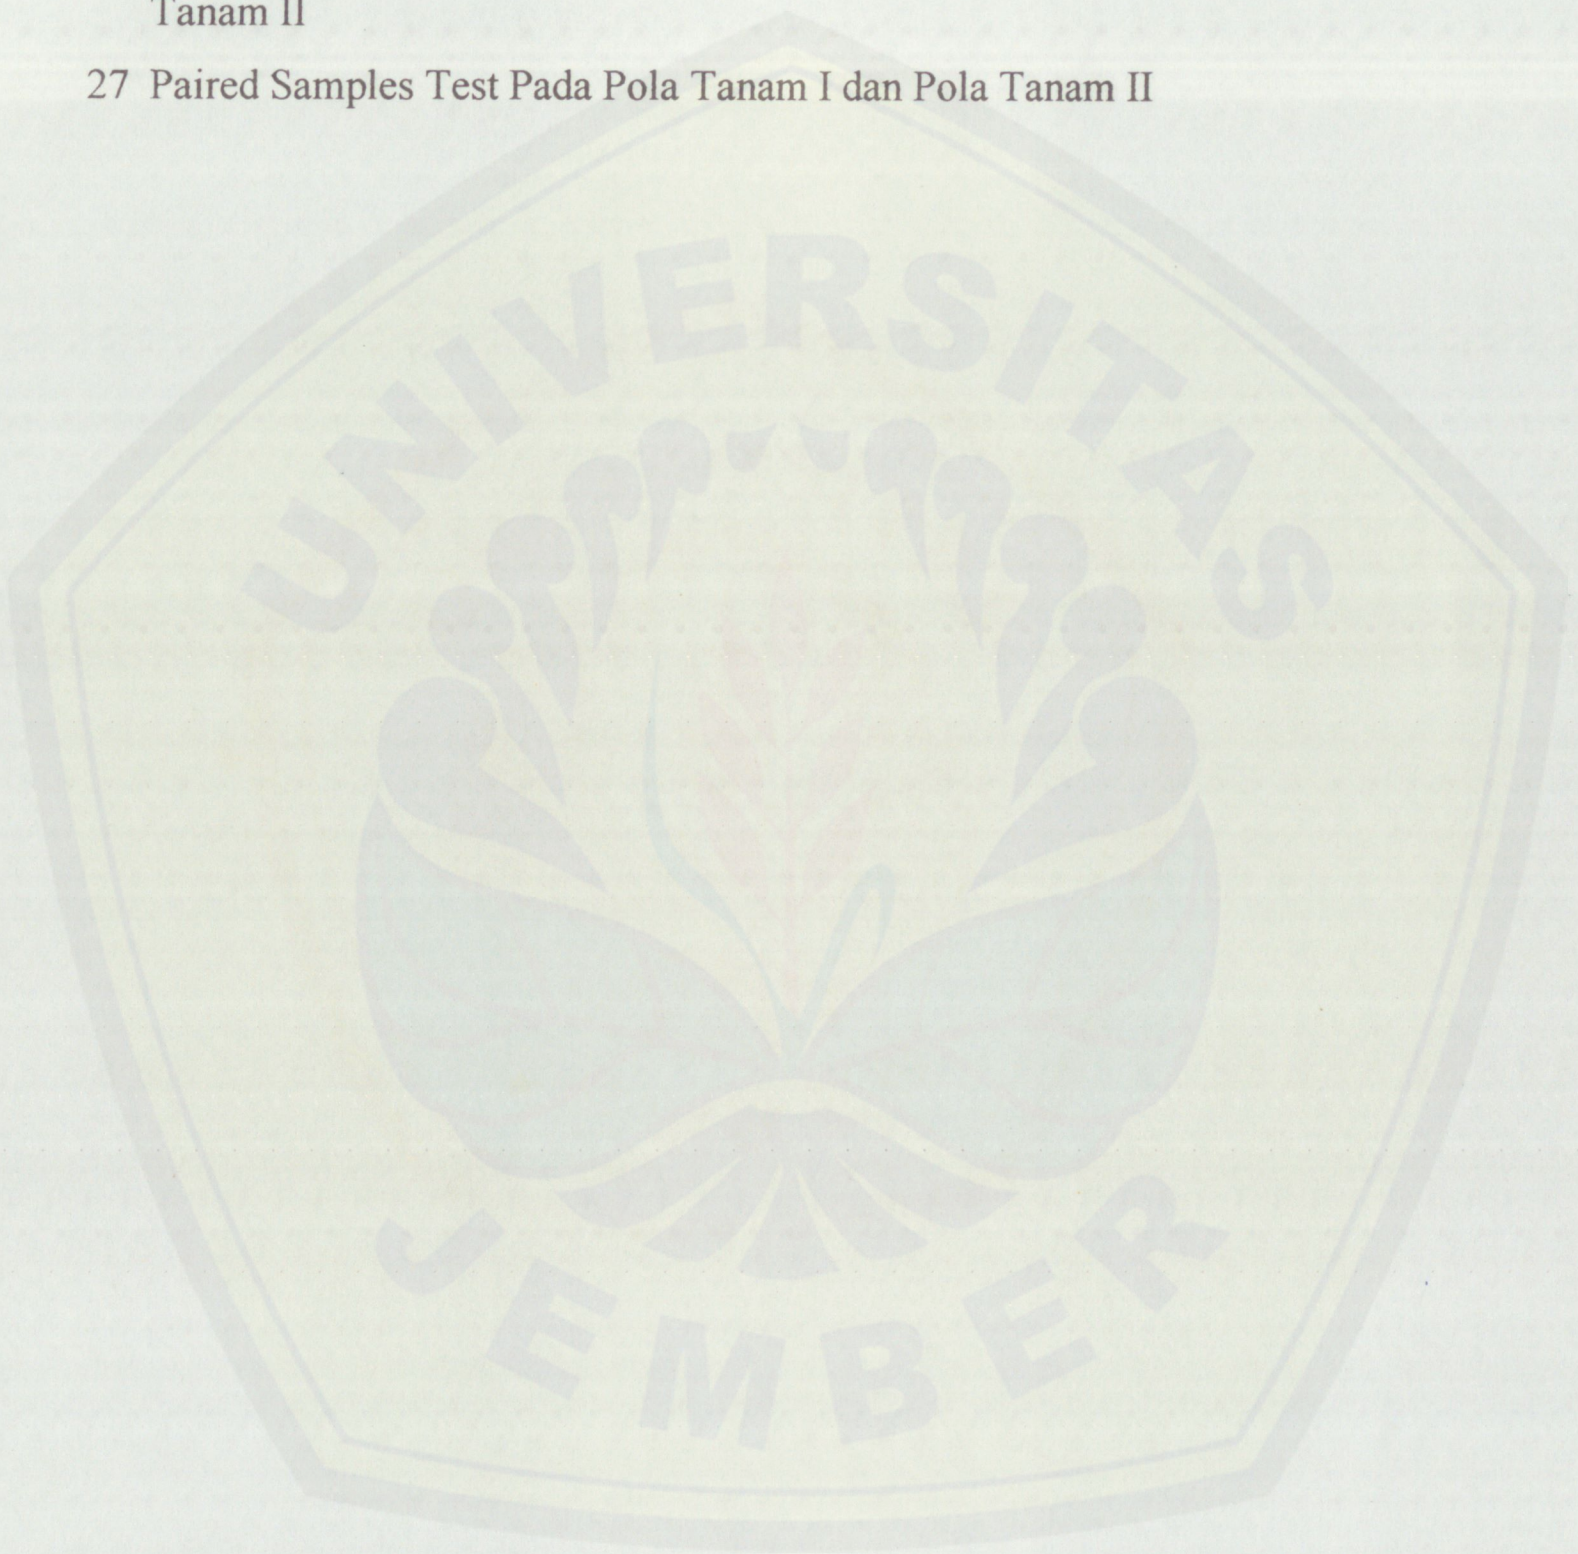 Tanam II
27 Paired Samples Test Pada Pola Tanam I dan Pola Tanam II
UNIVERSITAS
JEMBER